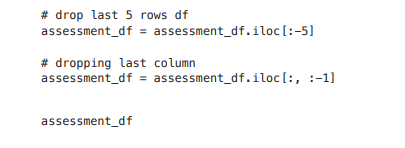 # drop last 5 rows df
assessment_df = assessment_df.iloc[:-5]
# dropping last column
assessment_df = assessment_df.iloc[:, :-1]
assessment_df